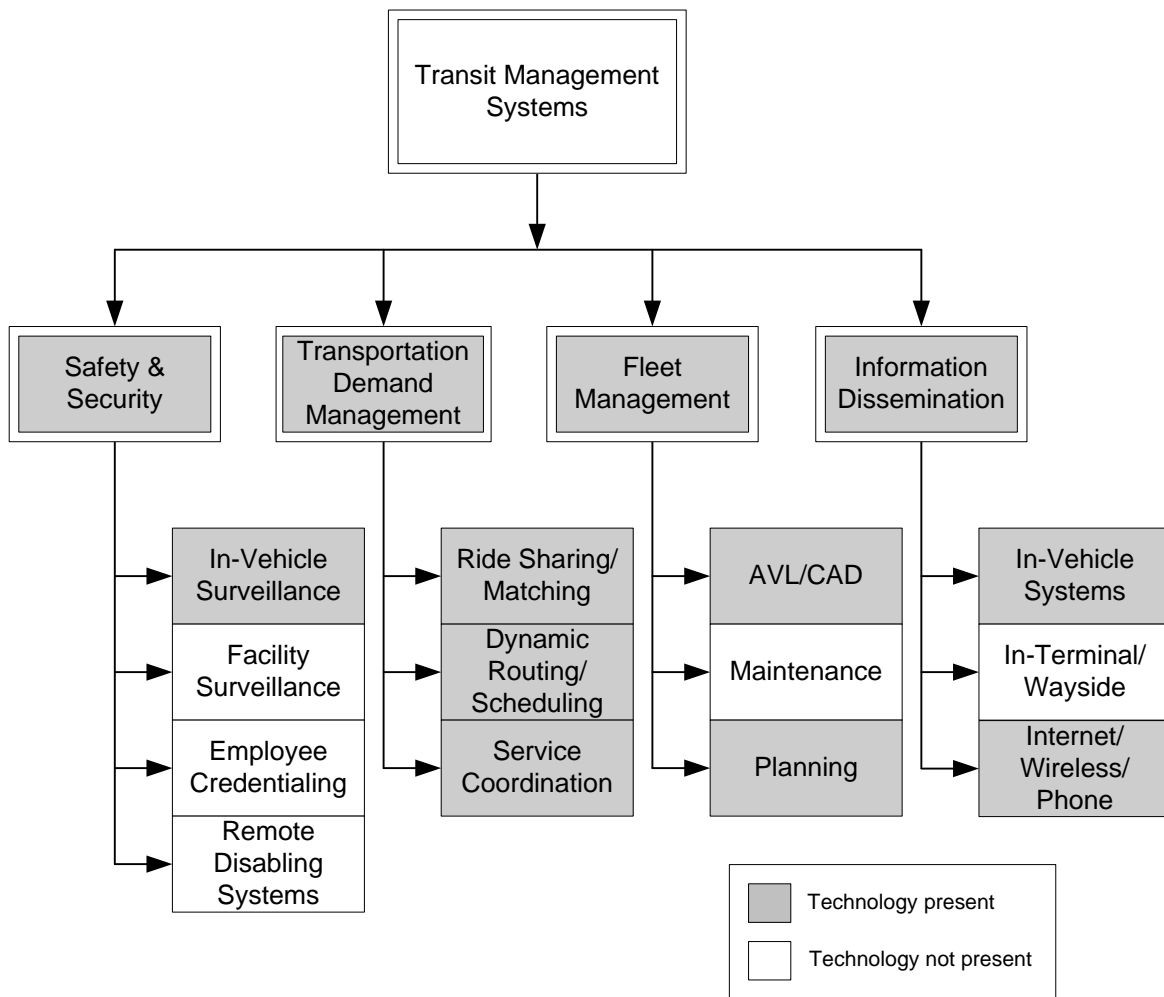 Transit Management
Systems
Safety &
Security
Transportation
Demand
Management
Fleet
Management
Information
Dissemination
In-Vehicle
Surveillance
Facility
Surveillance
Employee
Credentialing
Remote
Disabling
Systems
Ride Sharing/
Matching
Dynamic
Routing/
Scheduling
Service
Coordination
AVL/CAD
Maintenance
Planning
In-Vehicle
Systems
In-Terminal/
Wayside
Internet/
Wireless/
Phone
Technology present
Technology not present